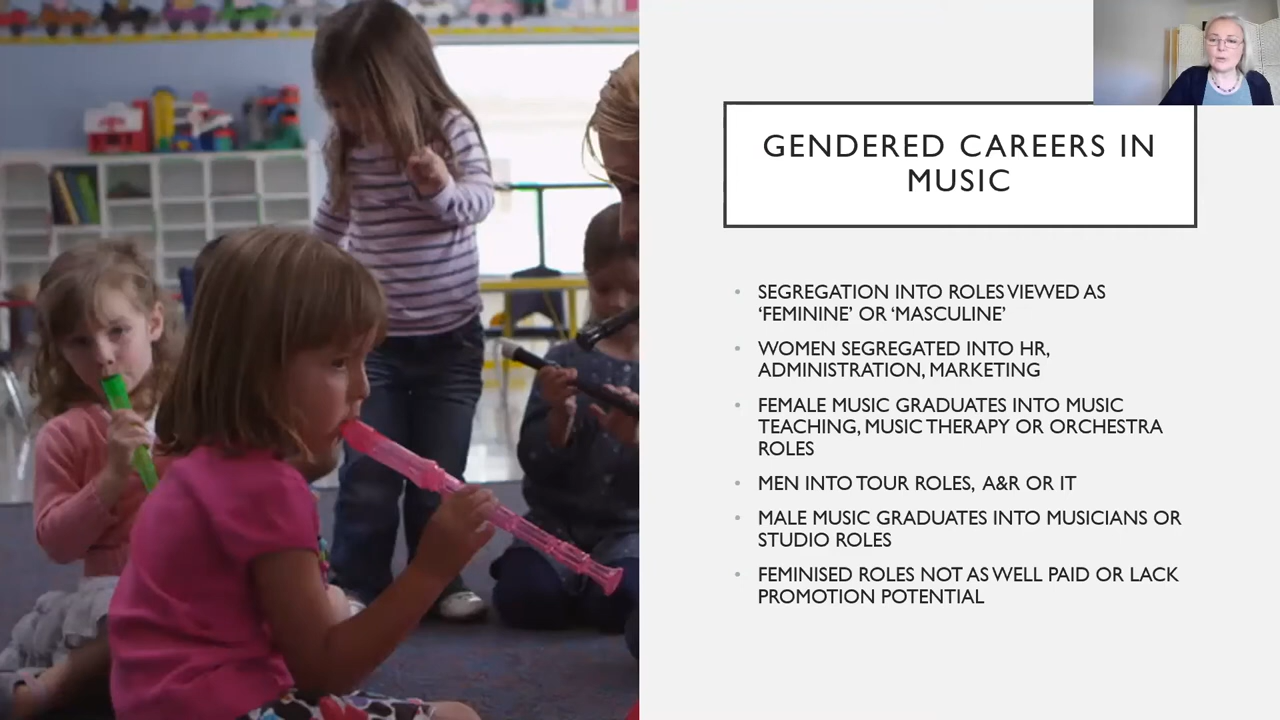 GENDERED CAREERS IN
MUSIC
• SEGREGATION INTO ROLES VIEWED AS
‘FEMININE’ OR ‘MASCULINE’
• WOMEN SEGREGATED INTO HR,
ADMINISTRATION, MARKETING
• FEMALE MUSIC GRADUATES INTO MUSIC
TEACHING, MUSIC THERAPY OR ORCHESTRA
ROLES
• MEN INTO TOUR ROLES, A&R OR IT
• MALE MUSIC GRADUATES INTO MUSICIANS OR
STUDIO ROLES
• FEMINISED ROLES NOT AS WELL PAID OR LACK
PROMOTION POTENTIAL